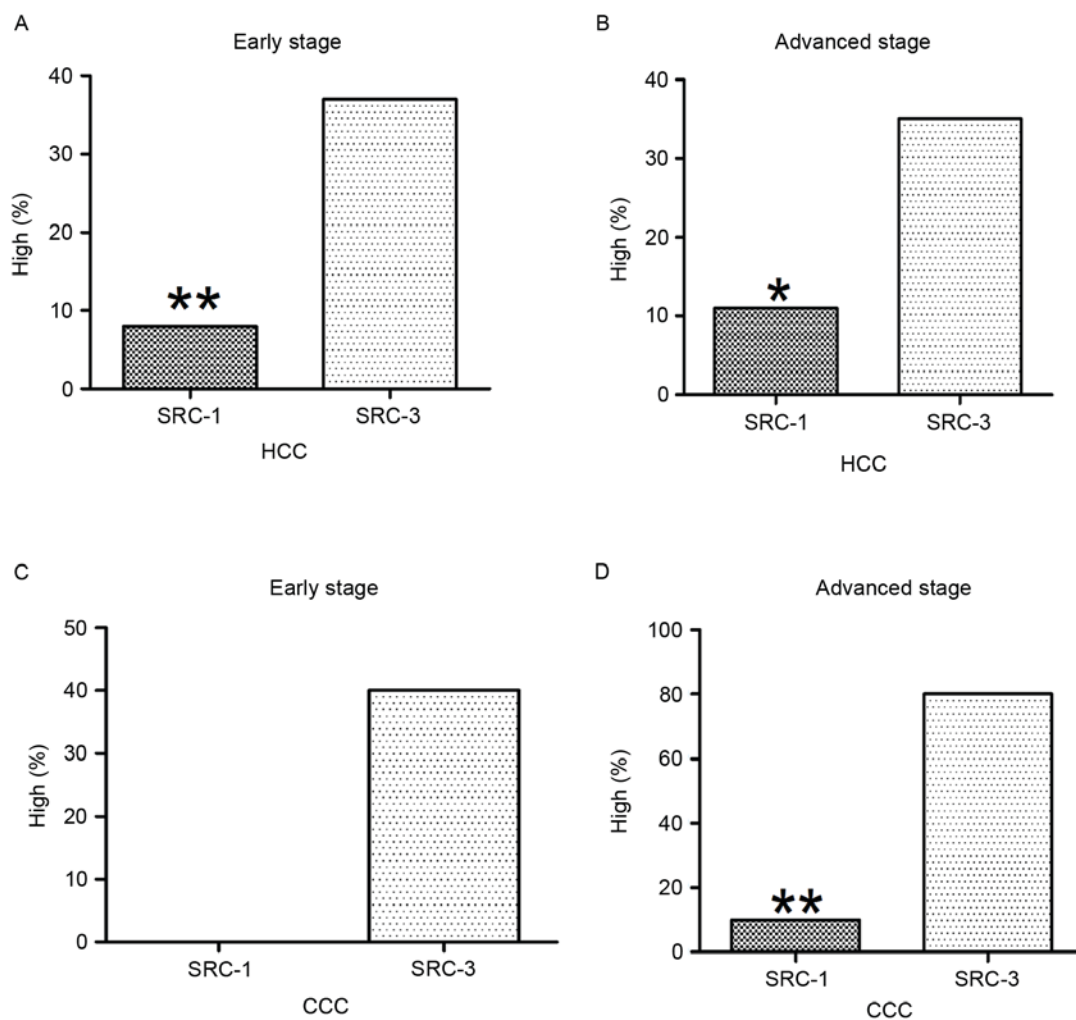 A
Early stage
High (%)
40
30
20
10
0
**
SRC-1 SRC-3
HCC
B
Advanced stage
High (%)
40
30
20
10
0
*
SRC-1 SRC-3
HCC
C
Early stage
High (%)
50
40
30
20
10
0
SRC-1 SRC-3
CCC
D
Advanced stage
High (%)
100
80
60
40
20
0
**
SRC-1 SRC-3
CCC